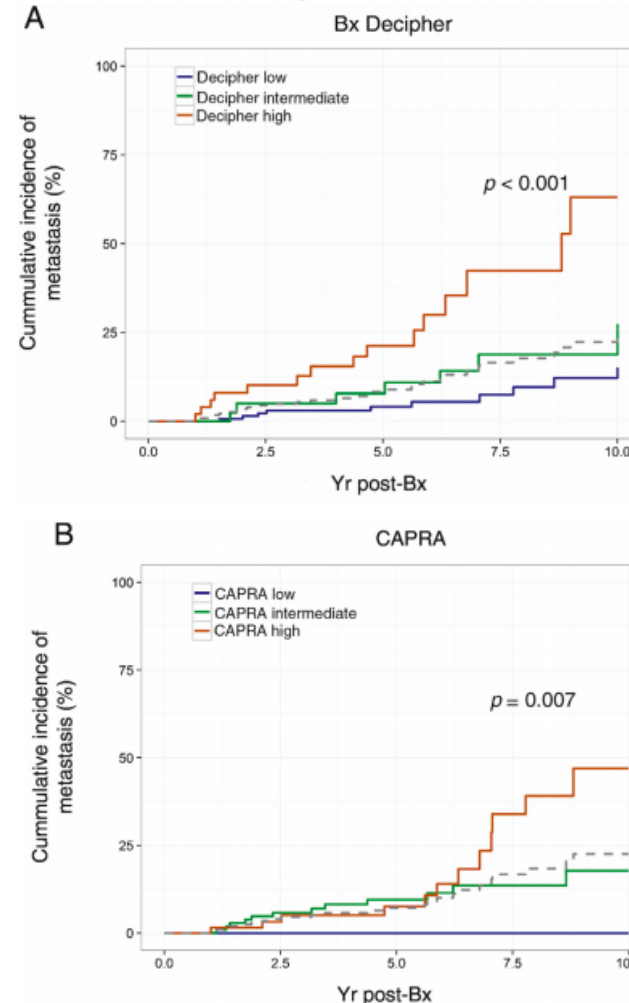 A
Bx Decipher
Cummulative incidence of
metastasis (%)
100
75
50
25
0
Decipher low
Decipher intermediate
Decipher high
p < 0.001
0.0 2.5 5.0 7.5 10.0
Yr post-Bx
B
CAPRA
Cummulative incidence of
metastasis (%)
100
75
50
25
0
CAPRA low
CAPRA intermediate
CAPRA high
p = 0.007
0.0 2.5 5.0 7.5 10
Yr post-Bx